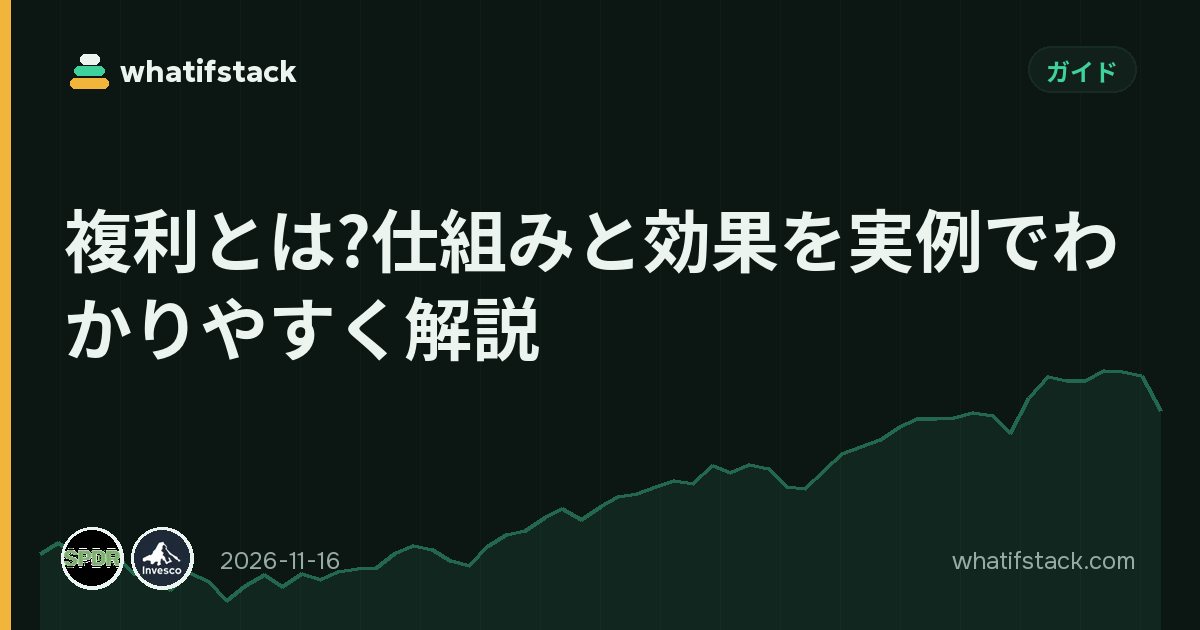 whatifstack
ガイド
複利とは?仕組みと効果を実例でわ
かりやすく解説
SPDR
Invesco
2026-11-16
whatifstack.com